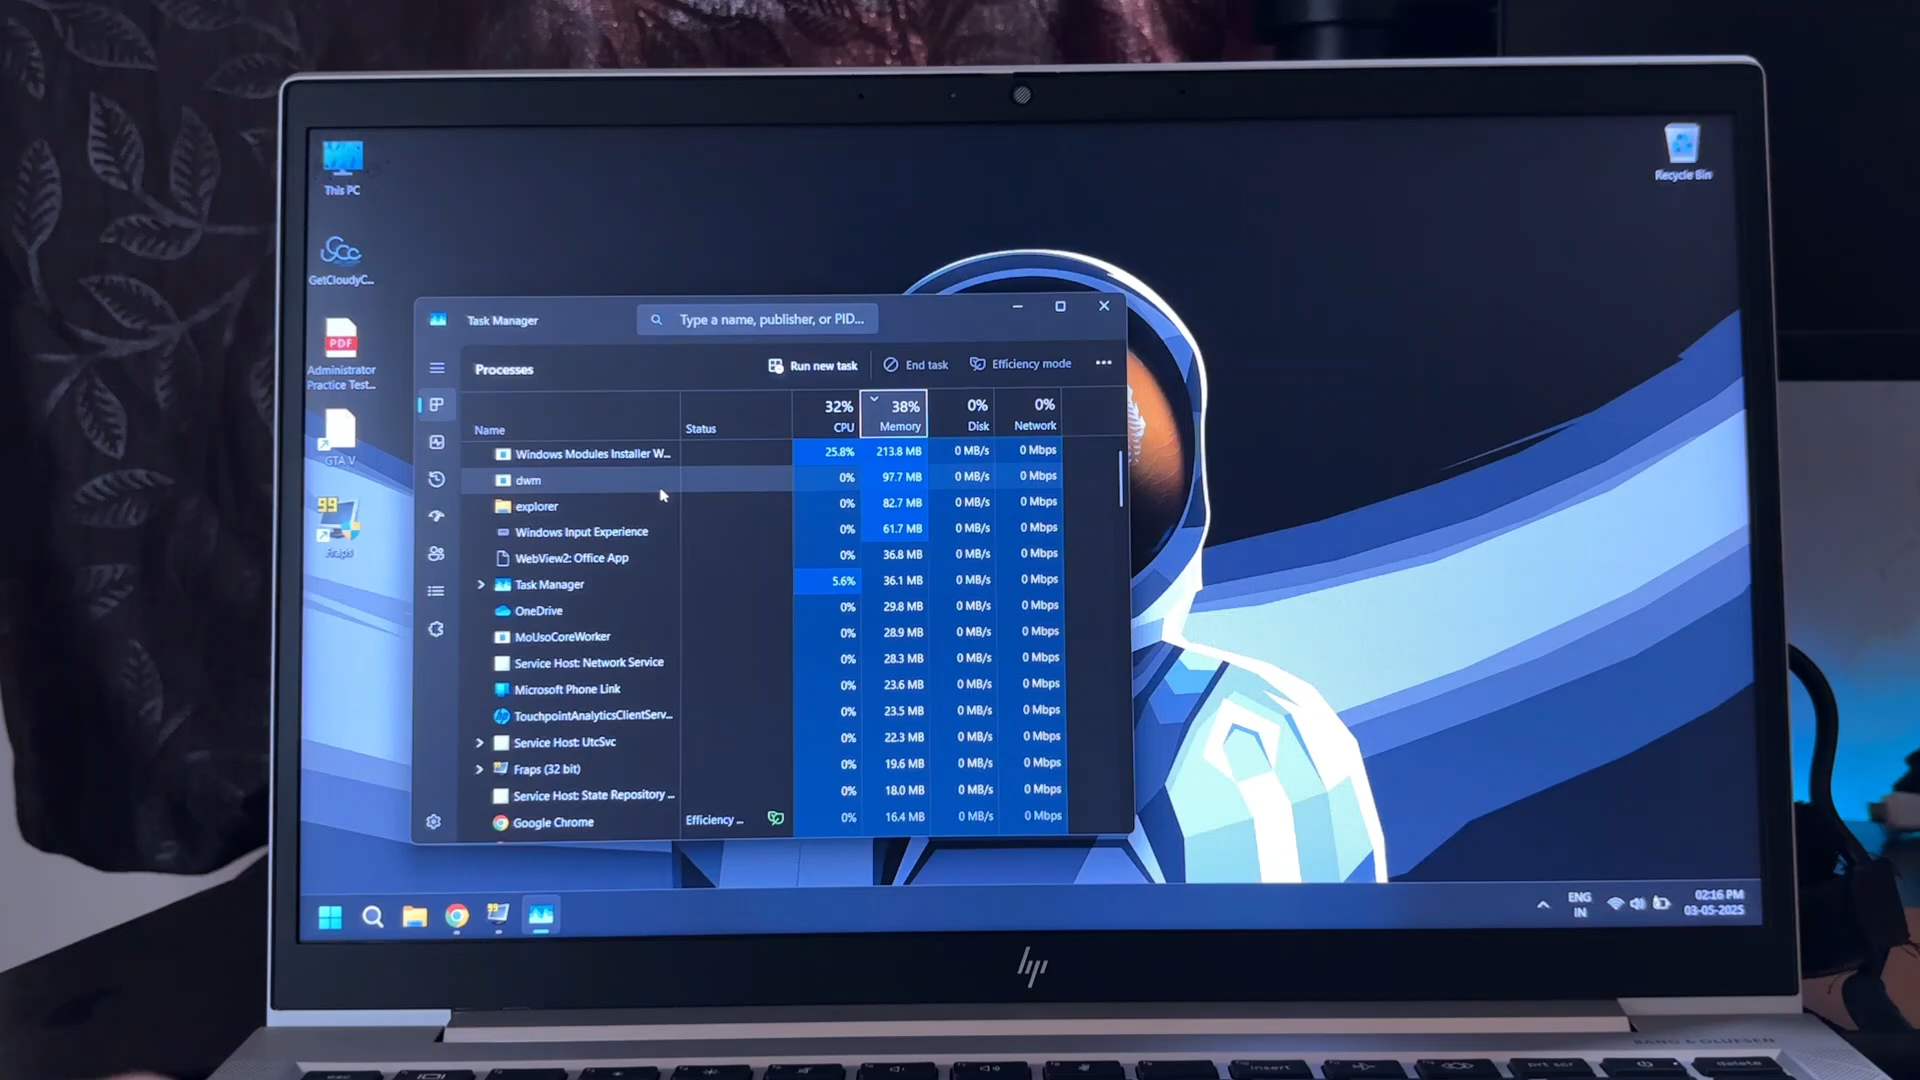 This PC
Recycle Bin
GetCloudyC...
Administrator
Practice Test...
GTA V
99
Fraps
PDF
Task Manager
Type a name, publisher, or PID...
Processes
Run new task
End task
Efficiency mode
32% 38% 0% 0%
Name Status CPU Memory Disk Network
Windows Modules Installer W... 25.8% 213.8 MB 0 MB/s 0 Mbps
dwm 0% 97.7 MB 0 MB/s 0 Mbps
explorer 0% 82.7 MB 0 MB/s 0 Mbps
Windows Input Experience 0% 61.7 MB 0 MB/s 0 Mbps
WebView2: Office App 0% 36.8 MB 0 MB/s 0 Mbps
Task Manager 5.6% 36.1 MB 0 MB/s 0 Mbps
OneDrive 0% 29.8 MB 0 MB/s 0 Mbps
MoUsoCoreWorker 0% 28.9 MB 0 MB/s 0 Mbps
Service Host: Network Service 0% 28.3 MB 0 MB/s 0 Mbps
Microsoft Phone Link 0% 23.6 MB 0 MB/s 0 Mbps
TouchpointAnalyticsClientServ... 0% 23.5 MB 0 MB/s 0 Mbps
Service Host: UtcSvc 0% 22.3 MB 0 MB/s 0 Mbps
Fraps (32 bit) 0% 19.6 MB 0 MB/s 0 Mbps
Service Host: State Repository ... 0% 18.0 MB 0 MB/s 0 Mbps
Google Chrome Efficiency ... 0% 16.4 MB 0 MB/s 0 Mbps
99
ENG
IN
02:16 PM
03-05-2025
hp
BANG & OLUFSEN
esc
insert
prt scr
delete